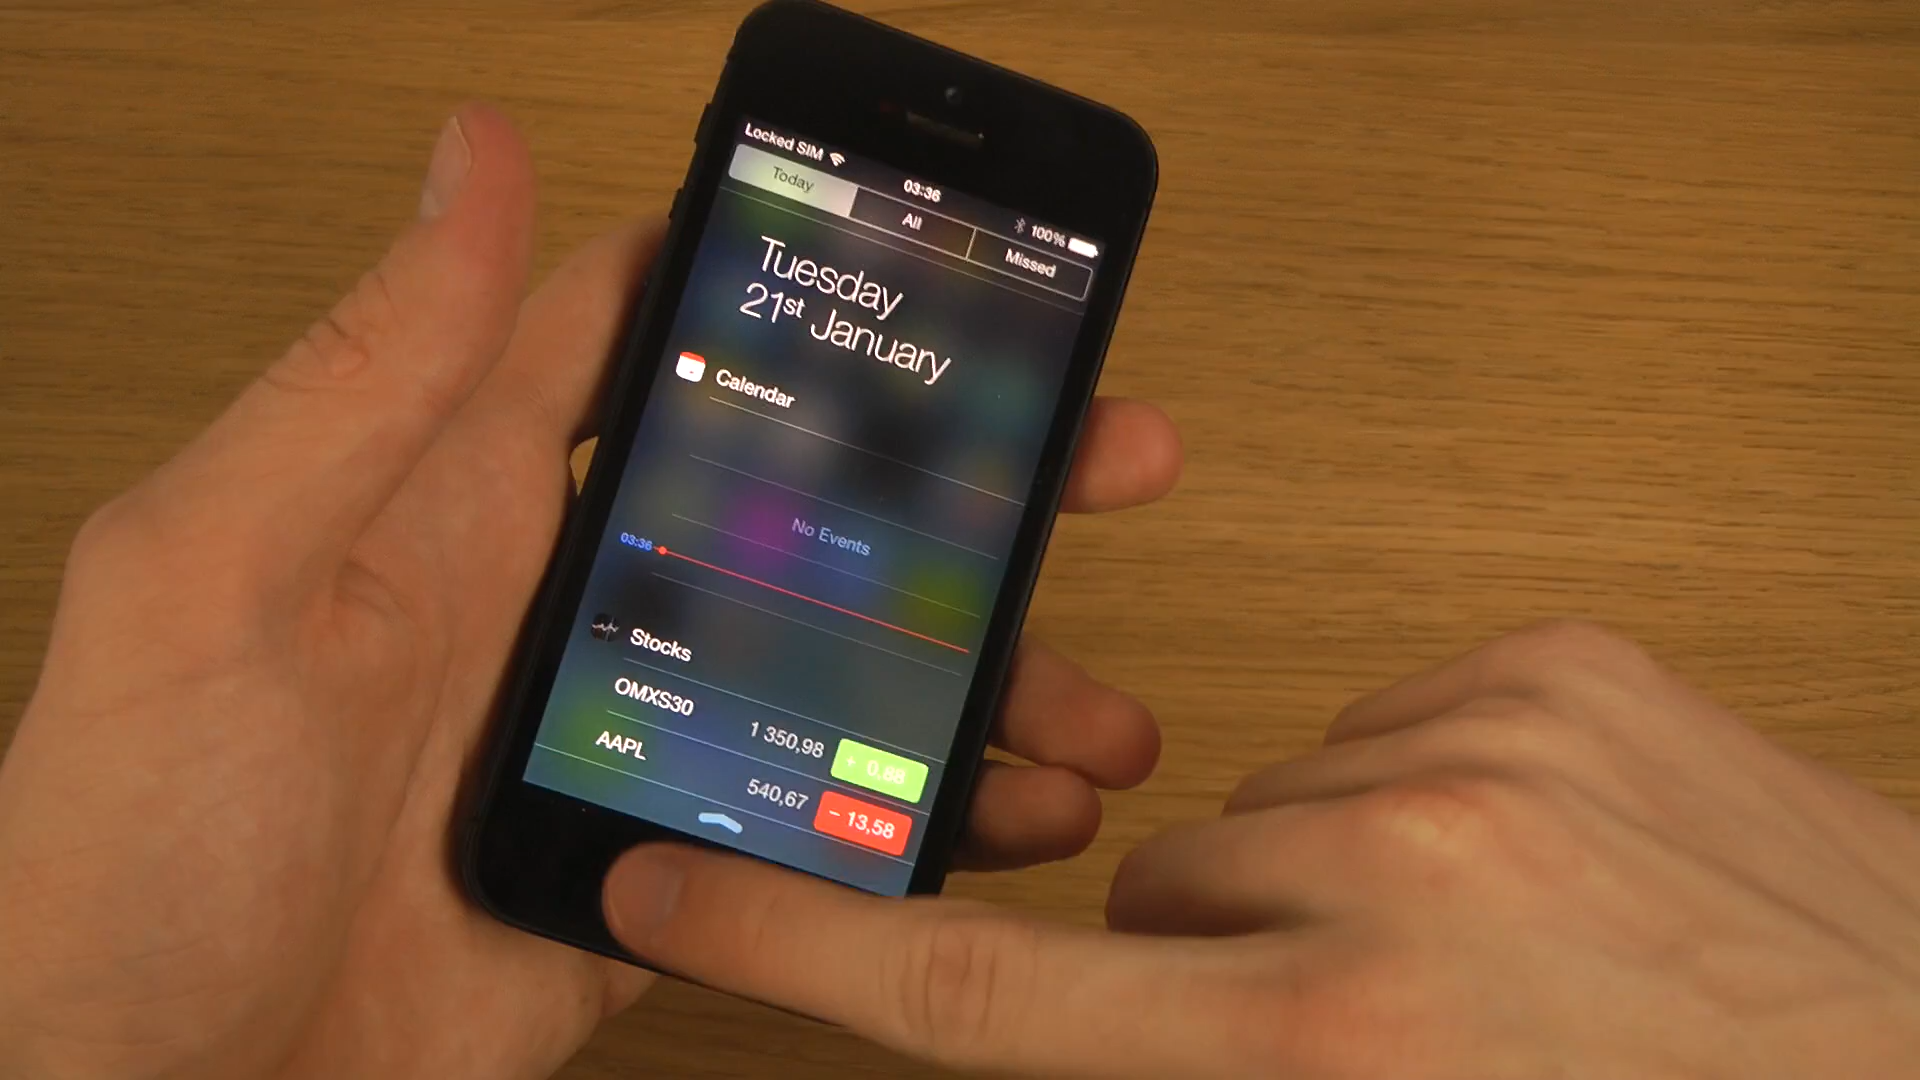 Locked SIM
03:36
100%
Today
All
Missed
Tuesday
21st January
Calendar
No Events
03:36
Stocks
OMXS30
1 350,98
+ 0,88
AAPL
540,67
− 13,58